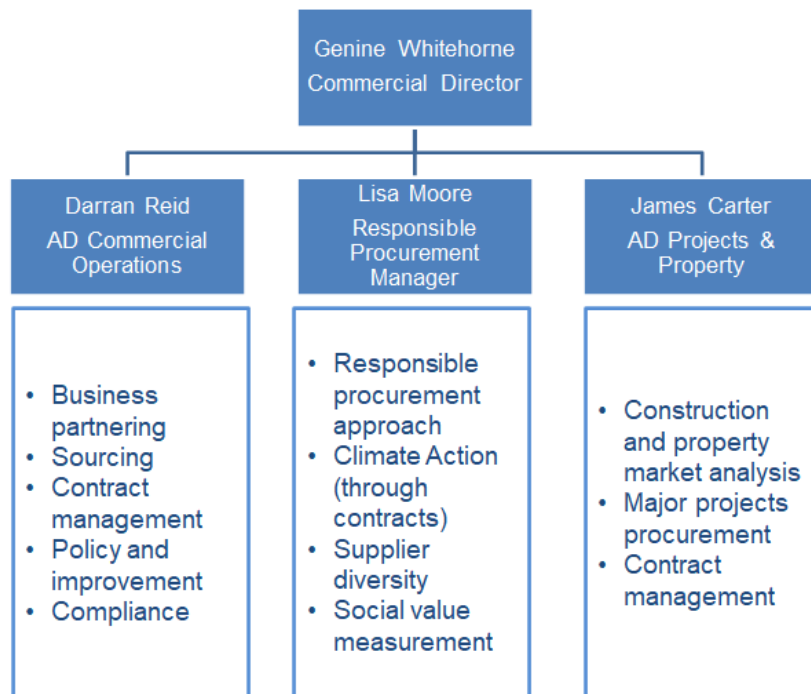 Genine Whitehorne
Commercial Director
Darran Reid
AD Commercial
Operations
Lisa Moore
Responsible
Procurement
Manager
James Carter
AD Projects &
Property
• Business
partnering
• Sourcing
• Contract
management
• Policy and
improvement
• Compliance
• Responsible
procurement
approach
• Climate Action
(through
contracts)
• Supplier
diversity
• Social value
measurement
• Construction
and property
market analysis
• Major projects
procurement
• Contract
management